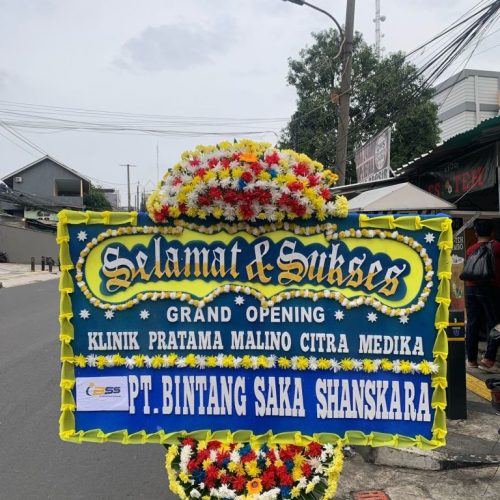 Selamat & Sukses
GRAND OPENING
KLINIK PRATAMA MALINO CITRA MEDIKA
BSS
PT. BINTANG SAKA SHANSKARA